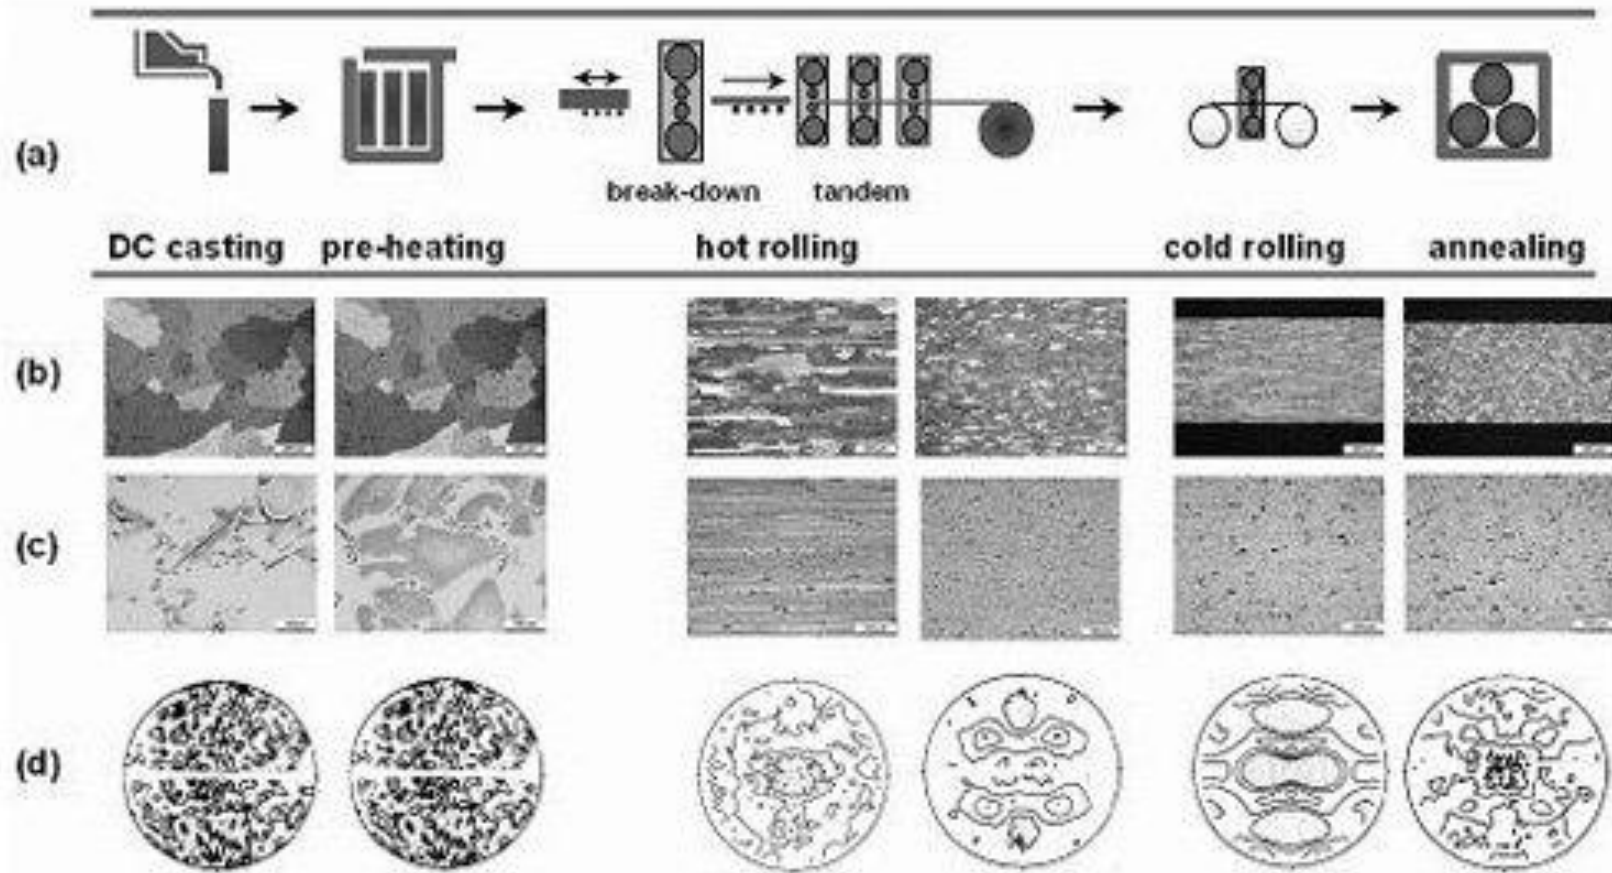 (a)
break-down tandem
DC casting pre-heating hot rolling cold rolling annealing
(b)
(c)
(d)